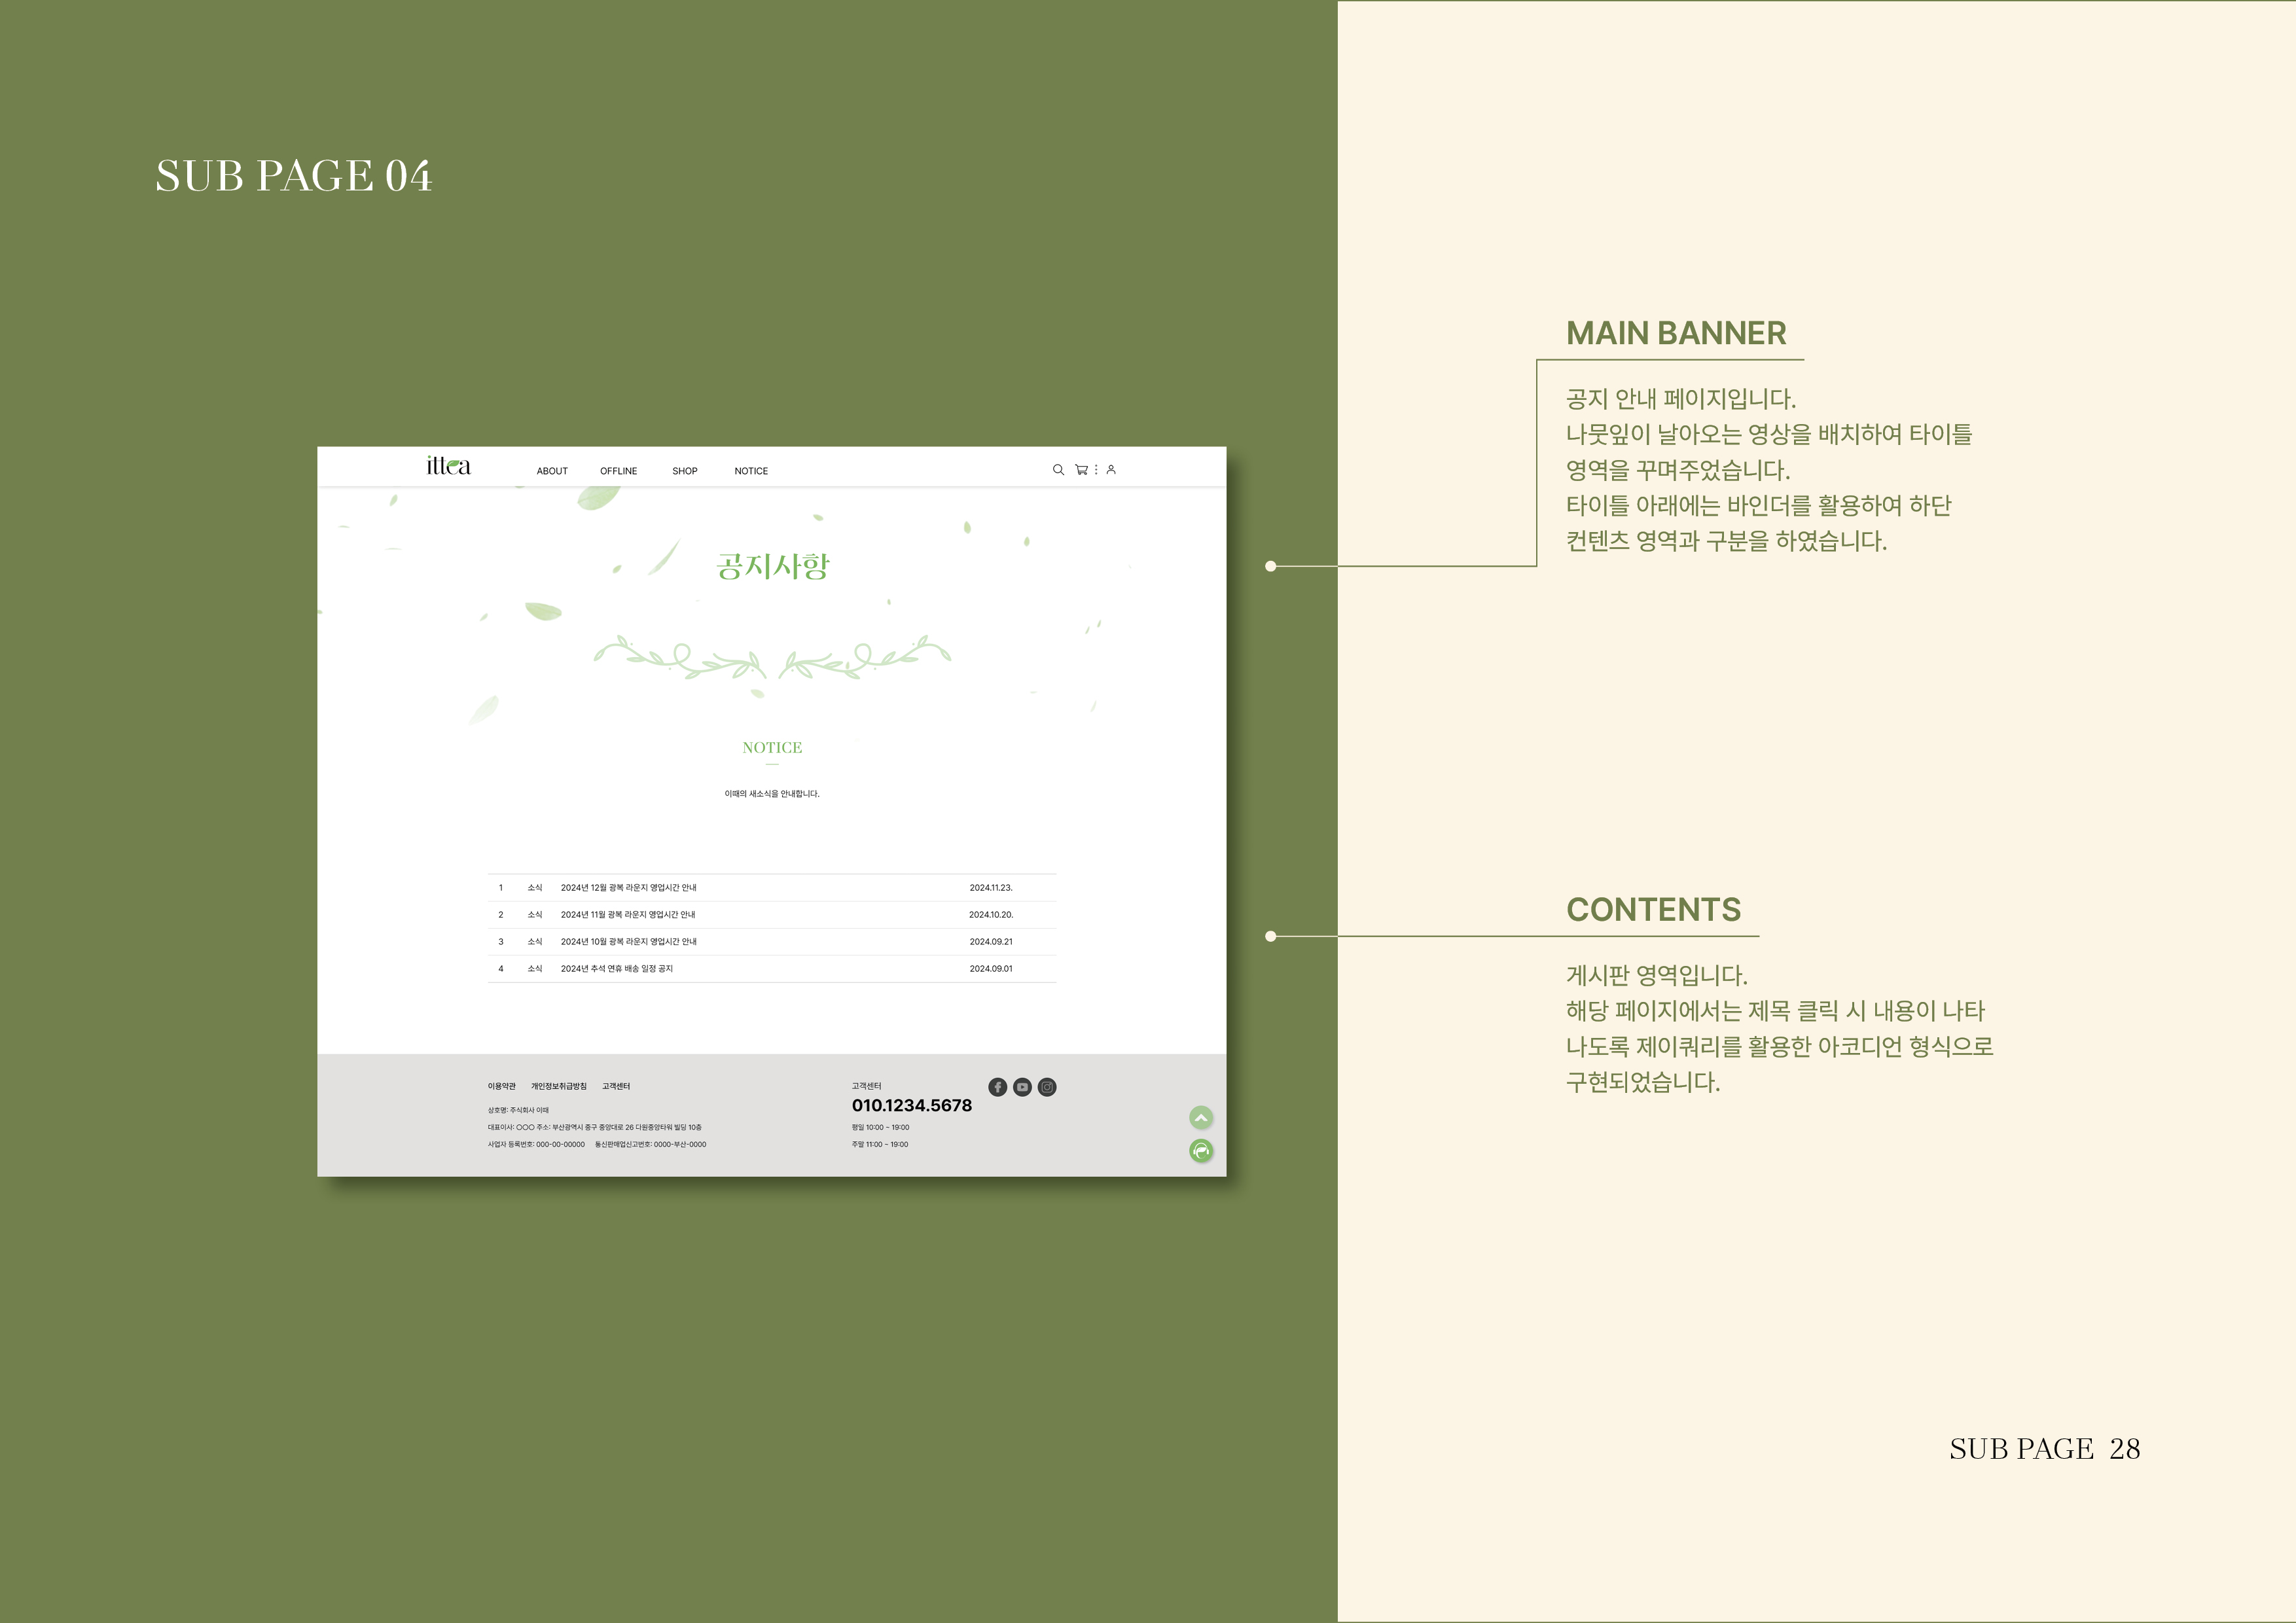 SUB PAGE 04
ittea
ABOUT OFFLINE SHOP NOTICE
공지사항
NOTICE
이때의 새소식을 안내합니다.
1 소식 2024년 12월 광복 라운지 영업시간 안내 2024.11.23.
2 소식 2024년 11월 광복 라운지 영업시간 안내 2024.10.20.
3 소식 2024년 10월 광복 라운지 영업시간 안내 2024.09.21
4 소식 2024년 추석 연휴 배송 일정 공지 2024.09.01
이용약관 개인정보취급방침 고객센터
상호명: 주식회사 이때
대표이사: ○○○ 주소: 부산광역시 중구 중앙대로 26 다원중앙타워 빌딩 10층
사업자 등록번호: 000-00-00000 통신판매업신고번호: 0000-부산-0000
고객센터
010.1234.5678
평일 10:00 ~ 19:00
주말 11:00 ~ 19:00
MAIN BANNER
공지 안내 페이지입니다.
나뭇잎이 날아오는 영상을 배치하여 타이틀
영역을 꾸며주었습니다.
타이틀 아래에는 바인더를 활용하여 하단
컨텐츠 영역과 구분을 하였습니다.
CONTENTS
게시판 영역입니다.
해당 페이지에서는 제목 클릭 시 내용이 나타
나도록 제이쿼리를 활용한 아코디언 형식으로
구현되었습니다.
SUB PAGE 28